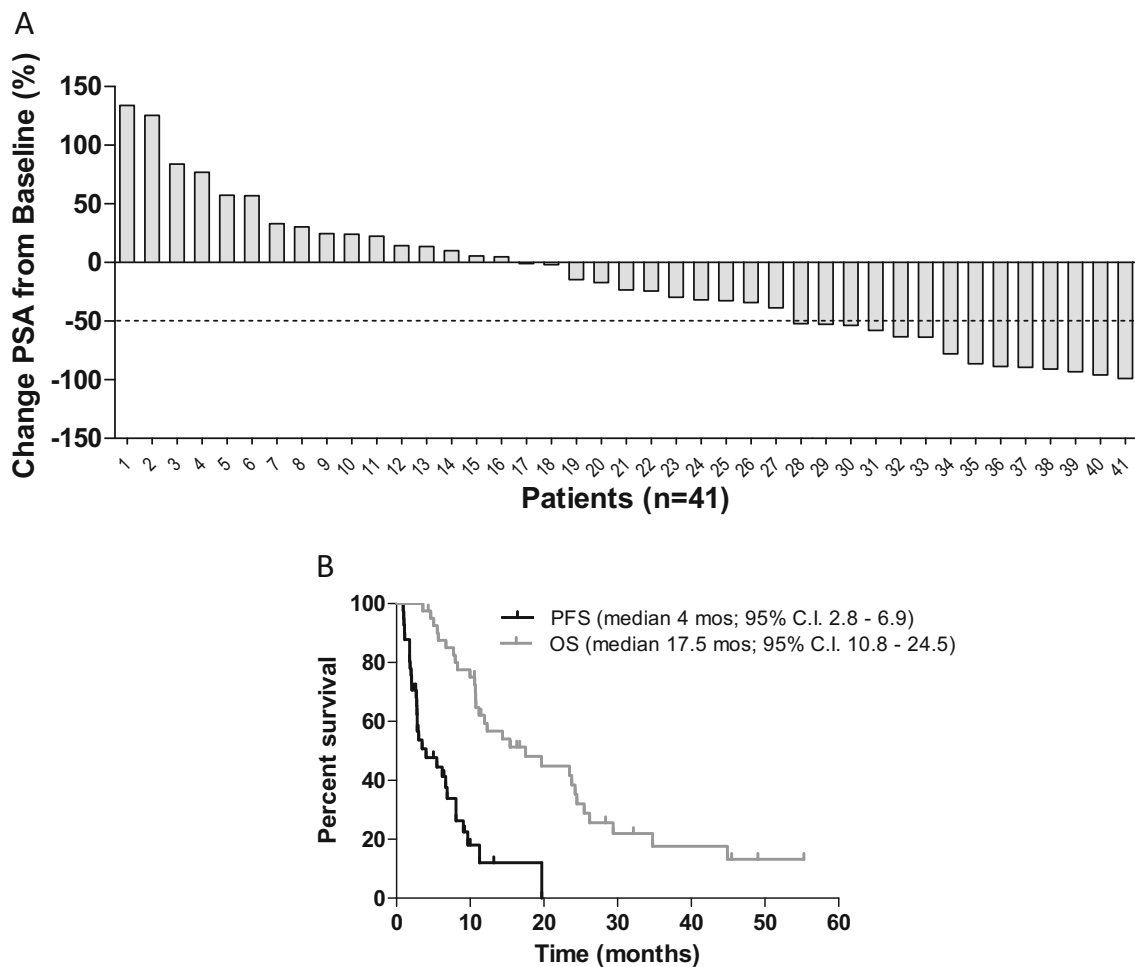 A
Change PSA from Baseline (%)
150
100
50
0
-50
-100
-150
1 2 3 4 5 6 7 8 9 10 11 12 13 14 15 16 17 18 19 20 21 22 23 24 25 26 27 28 29 30 31 32 33 34 35 36 37 38 39 40 41
Patients (n=41)
B
Percent survival
100
80
60
40
20
0
PFS (median 4 mos; 95% C.I. 2.8 - 6.9)
OS (median 17.5 mos; 95% C.I. 10.8 - 24.5)
0 10 20 30 40 50 60
Time (months)